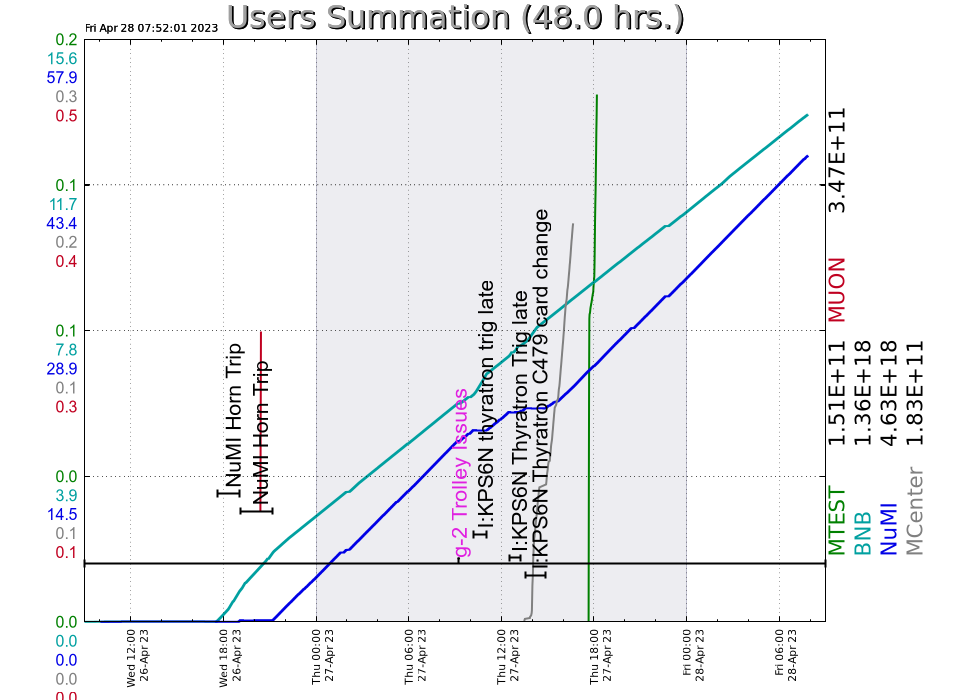 Users Summation (48.0 hrs.)
Fri Apr 28 07:52:01 2023
0.2
15.6
57.9
0.3
0.5
0.1
11.7
43.4
0.2
0.4
0.1
7.8
28.9
0.1
0.3
0.0
3.9
14.5
0.1
0.1
0.0
0.0
0.0
0.0
0.0
NuMI Horn Trip
NuMI Horn Trip
g-2 Trolley Issues
I:KPS6N thyratron trig late
I:KPS6N Thyratron Trig late
I:KPS6N Thyratron C479 card change
Wed 12:00
26-Apr 23
Wed 18:00
26-Apr 23
Thu 00:00
27-Apr 23
Thu 06:00
27-Apr 23
Thu 12:00
27-Apr 23
Thu 18:00
27-Apr 23
Fri 00:00
28-Apr 23
Fri 06:00
28-Apr 23
MTEST 1.51E+11 MUON 3.47E+11
BNB 1.36E+18
NuMI 4.63E+18
MCenter 1.83E+11